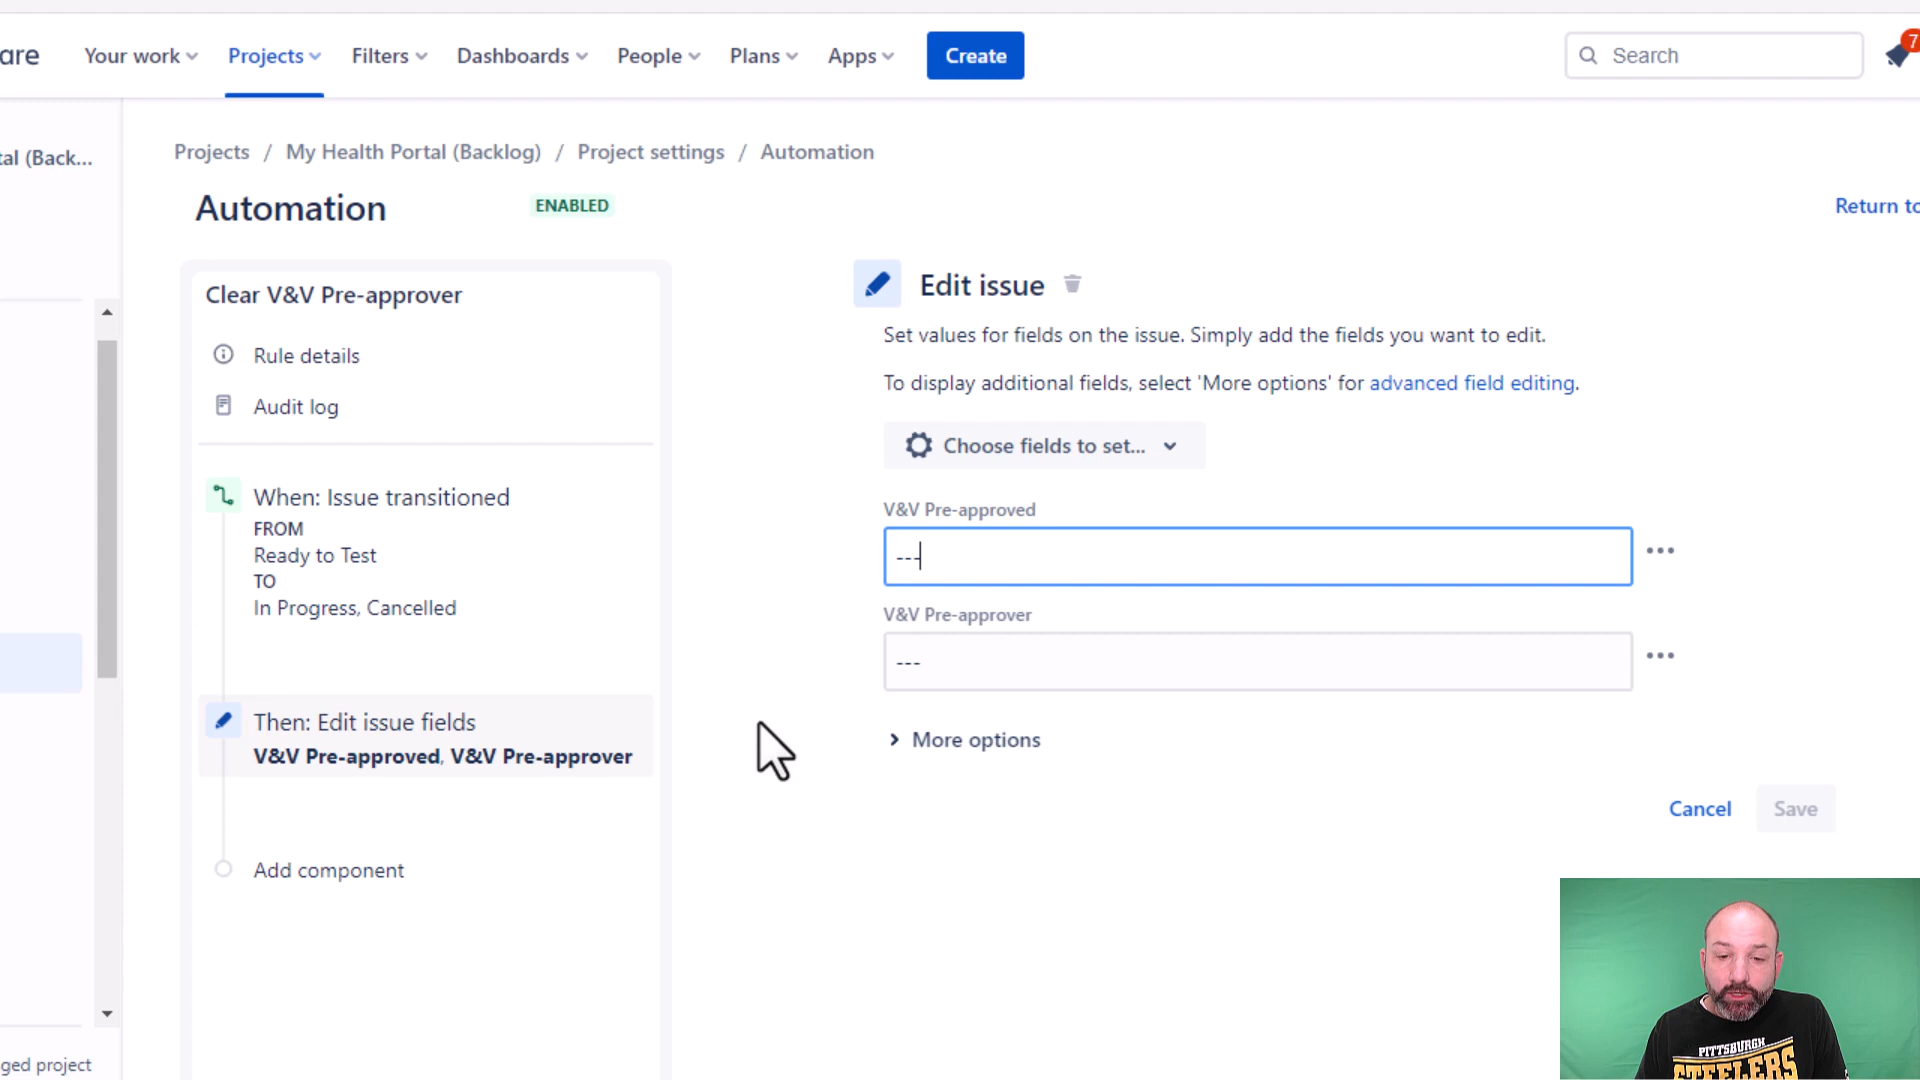 are
Your work
Projects
Filters
Dashboards
People
Plans
Apps
Create
Search
7
tal (Back...
Projects / My Health Portal (Backlog) / Project settings / Automation
Automation
ENABLED
Return to
Clear V&V Pre-approver
Rule details
Audit log
When: Issue transitioned
FROM
Ready to Test
TO
In Progress, Cancelled
Then: Edit issue fields
V&V Pre-approved, V&V Pre-approver
Add component
Edit issue
Set values for fields on the issue. Simply add the fields you want to edit.
To display additional fields, select 'More options' for advanced field editing.
Choose fields to set...
V&V Pre-approved
---
V&V Pre-approver
---
More options
Cancel
Save
ged project
PITTSBURGH
STEELERS